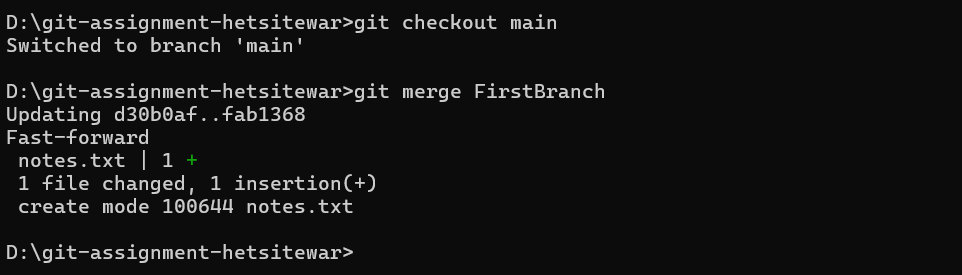 D:\git-assignment-hetsitewar>git checkout main
Switched to branch 'main'
D:\git-assignment-hetsitewar>git merge FirstBranch
Updating d30b0af..fab1368
Fast-forward
 notes.txt | 1 +
 1 file changed, 1 insertion(+)
 create mode 100644 notes.txt
D:\git-assignment-hetsitewar>